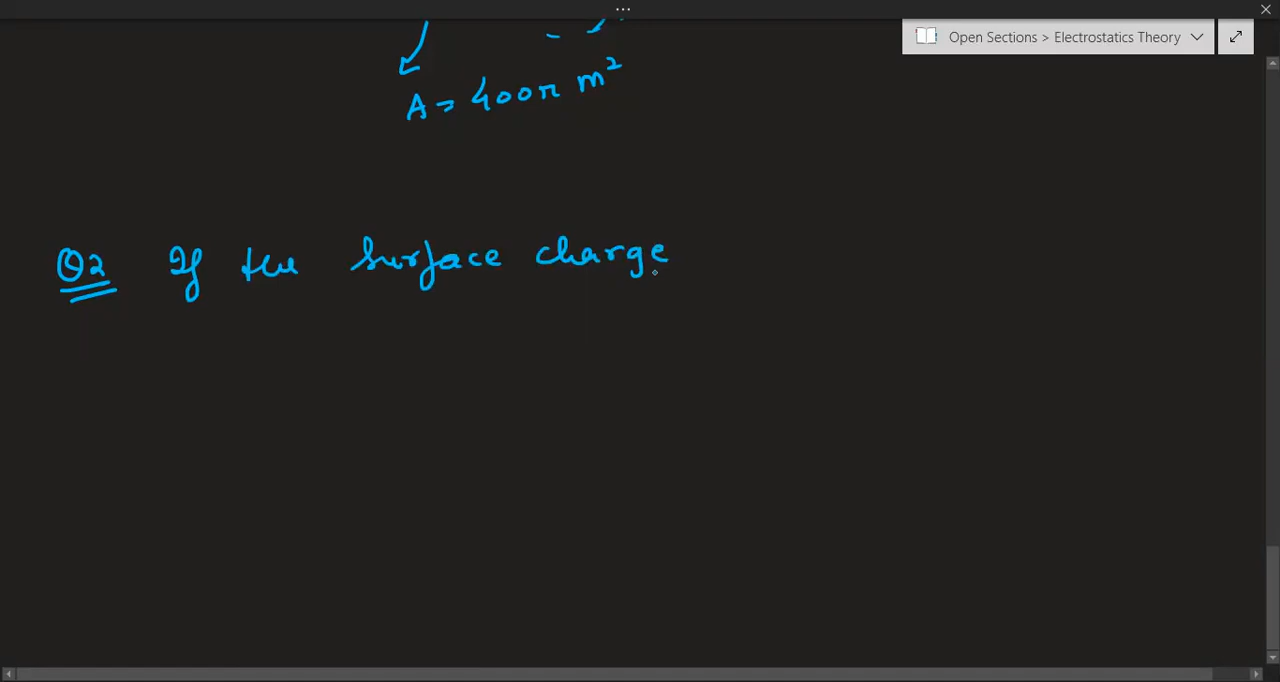 Open Sections > Electrostatics Theory
A = 400π m²
Q2 If the surface charge